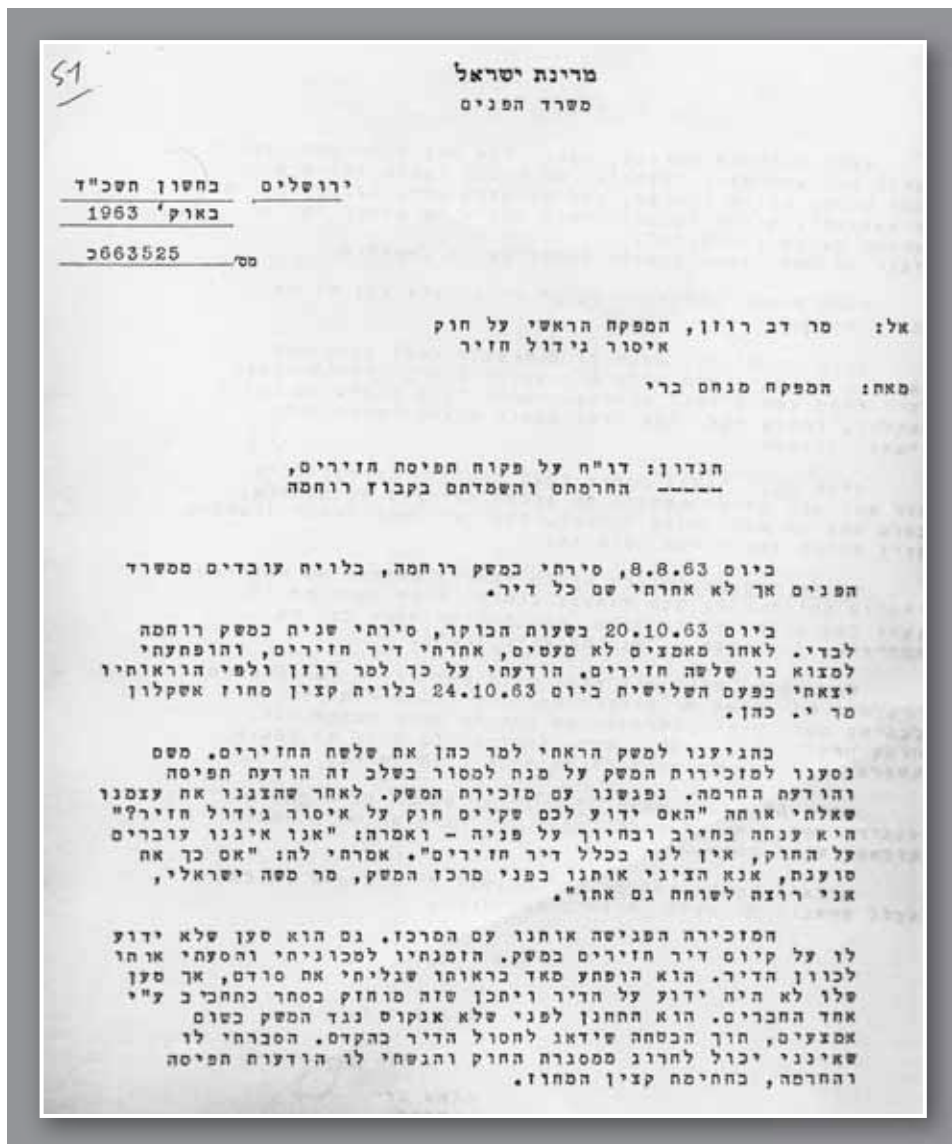 51
מדינת ישראל
משרד הפנים
ירושלים, בחשון תשכ"ד
באוק' 1963
מס/ 663525כ
אל: מר דב רוזן, המפקח הראשי על חוק
איסור גידול חזיר
מאת: המפקח מנחם ברי
הנדון: דו"ח על פקוח תפיסת חזירים,
----- החרמתם והשמדתם בקבוז רוחמה
ביום 8.8.63, סירתי במשק רוחמה, בלוית עובדים ממשרד
הפנים אך לא אתרתי שם כל דיר.
ביום 20.10.63 בשעות הבוקר, סירתי שנית במשק רוחמה
לבדי. לאחר מאמצים לא מעטים, אתרתי דיר חזירים, והופתעתי
למצוא בו שלשה חזירים. הודעתי על כך למר רוזן ולפי הוראותיו
יצאתי בפעם השלישית ביום 24.10.63 בלוית קצין מחוז אשקלון
מר י. כהן.
בהגיענו למשק הראתי למר כהן את שלשת החזירים. משם
נסענו למזכירות המשק על מנת למסור בשלב זה הודעת תפיסה
והודעת החרמה. נפגשנו עם מזכירת המשק. לאחר שהצגנו את עצמנו
שאלתי אותה "האם ידוע לכם שקיים חוק על איסור גידול חזיר?"
היא ענתה בחיוב ובחיוך על פניה - ואמרה: "אנו איננו עוברים
על החוק, אין לנו בכלל דיר חזירים". אמרתי לה: "אם כך את
טוענת, אנא הציגי אותנו בפני מרכז המשק, מר משה ישראלי,
אני רוצה לשוחח גם אתו".
המזכירה הפגישה אותנו עם המרכז. גם הוא טען שלא ידוע
לו על קיום דיר חזירים במשק. הזמנתיו למכוניתי והסעתי אותו
לכוון הדיר. הוא הופתע מאד בראותו שגליתי את סודם, אך טען
שלו לא היה ידוע על הדיר ויתכן שזה מוחזק בסתר כתחביב ע"י
אחד החברים. הוא התחנן לפני שלא אנקוט נגד המשק בשום
אמצעים, תוך הבטחה שידאג לחסול הדיר בהקדם. הסברתי לו
שאינני יכול לחרוג ממסגרת החוק והגשתי לו הודעות תפיסה
והחרמה, בחתימת קצין המחוז.